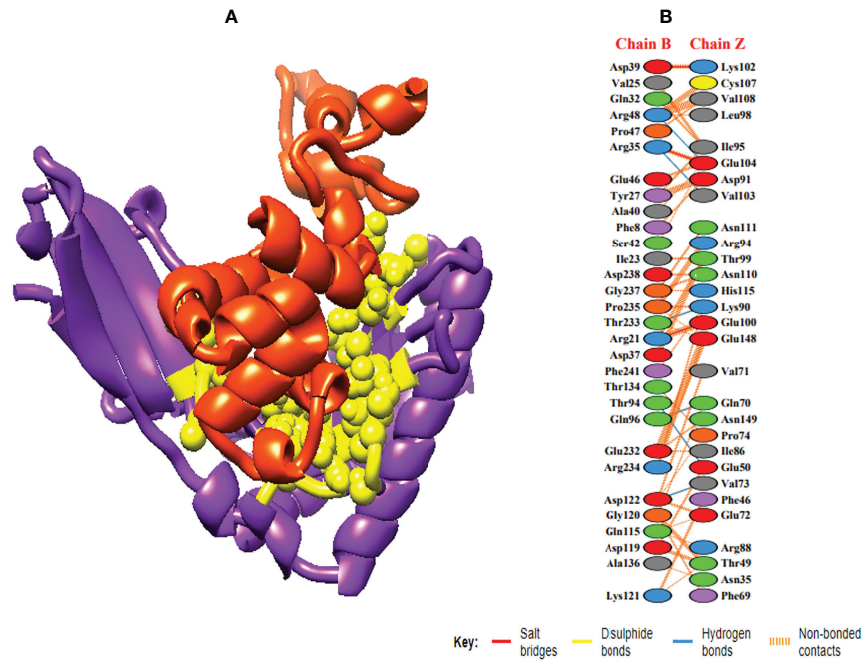 A
B
Chain B Chain Z
Asp39 Lys102
Val25 Cys107
Gln32 Val108
Arg48 Leu98
Pro47
Arg35 Ile95
Glu104
Glu46 Asp91
Tyr27 Val103
Ala40
Phe8 Asn111
Ser42 Arg94
Ile23 Thr99
Asp238 Asn110
Gly237 His115
Pro235 Lys90
Thr233 Glu100
Arg21 Glu148
Asp37
Phe241 Val71
Thr134
Thr94 Gln70
Gln96 Asn149
Pro74
Glu232 Ile86
Arg234 Glu50
Val73
Asp122 Phe46
Gly120 Glu72
Gln115
Asp119 Arg88
Ala136 Thr49
Asn35
Lys121 Phe69
Key: Salt bridges Disulphide bonds Hydrogen bonds Non-bonded contacts